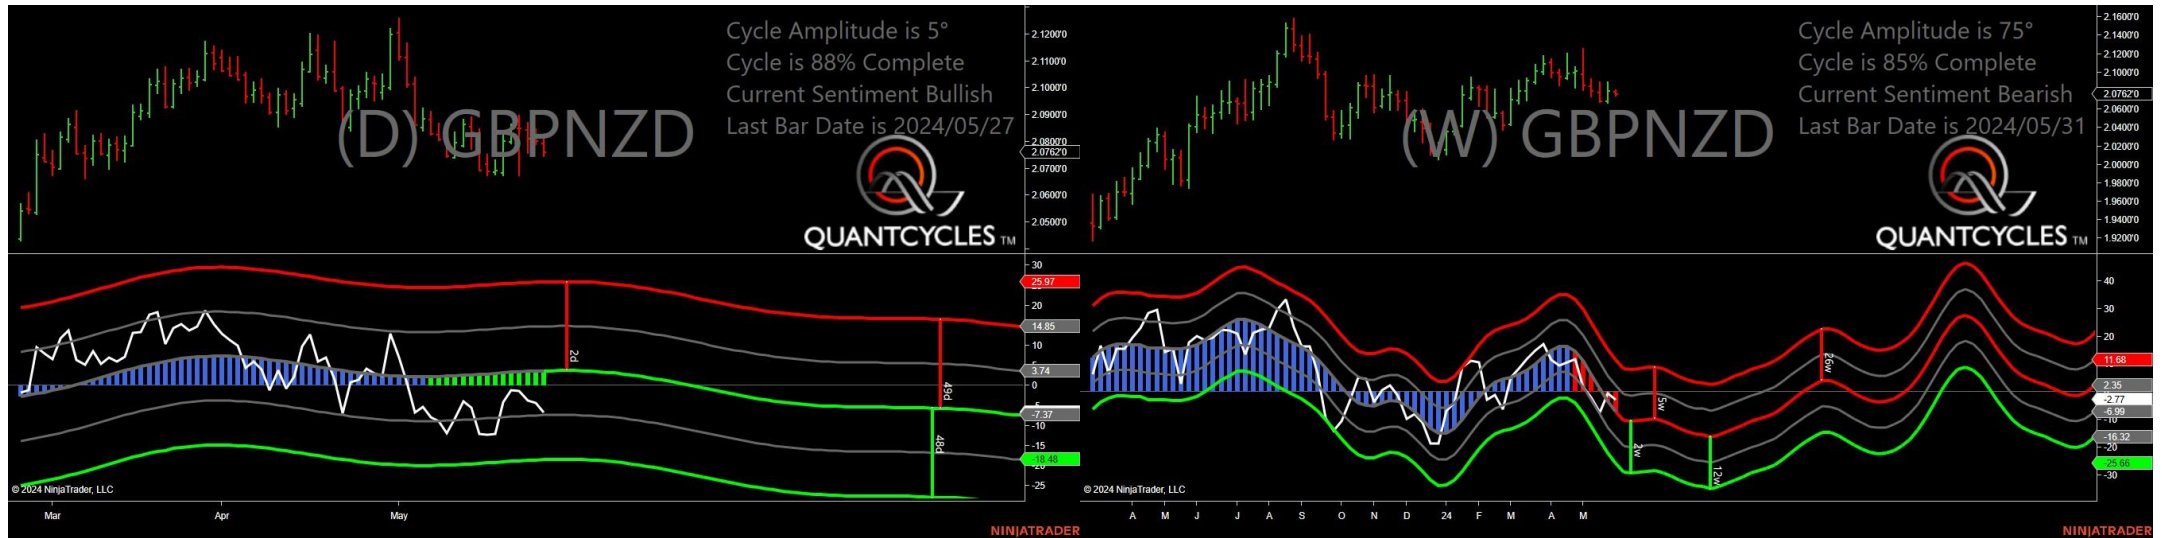 Cycle Amplitude is 5°
Cycle is 88% Complete
Current Sentiment Bullish
Last Bar Date is 2024/05/27
(D) GBPNZD
QUANTCYCLES TM
2.1200'0
2.1100'0
2.1000'0
2.0900'0
2.0800'0
2.0762'0
2.0700'0
2.0600'0
2.0500'0
30
25.97
20
14.85
10
3.74
0
-7.37
-10
-15
-18.48
-25
2d
49d
48d
© 2024 NinjaTrader, LLC
Mar
Apr
May
NINJATRADER
Cycle Amplitude is 75°
Cycle is 85% Complete
Current Sentiment Bearish
Last Bar Date is 2024/05/31
(W) GBPNZD
QUANTCYCLES TM
2.1600'0
2.1400'0
2.1200'0
2.1000'0
2.0762'0
2.0600'0
2.0400'0
2.0200'0
2.0000'0
1.9800'0
1.9600'0
1.9400'0
1.9200'0
40
30
20
11.68
2.35
-2.77
-6.99
-16.32
-20
-25.66
-30
26w
5w
2w
12w
© 2024 NinjaTrader, LLC
A M J J A S O N D 24 F M A M
NINJATRADER